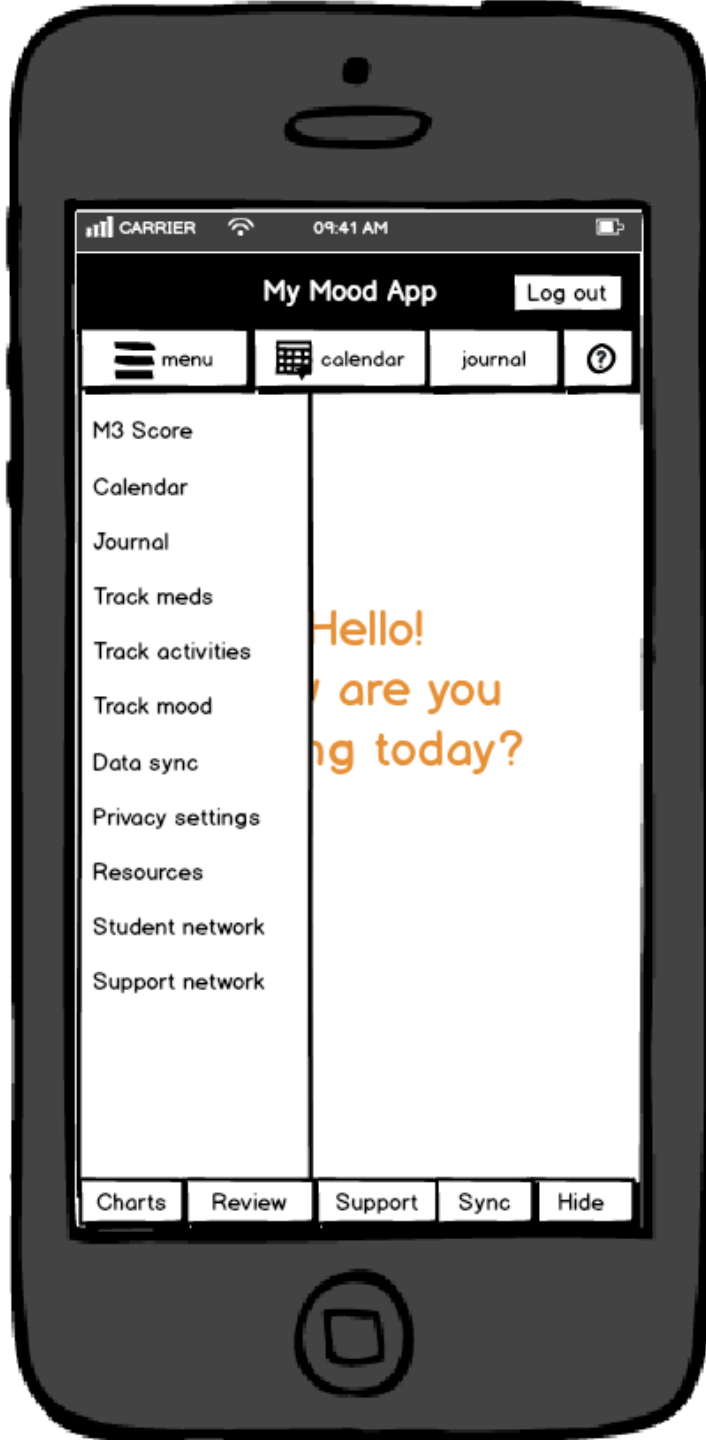 CARRIER 09:41 AM
My Mood App Log out
menu calendar journal ?
M3 Score
Calendar
Journal
Track meds
Track activities
Track mood
Data sync
Privacy settings
Resources
Student network
Support network
Hello!
are you
today?
Charts Review Support Sync Hide